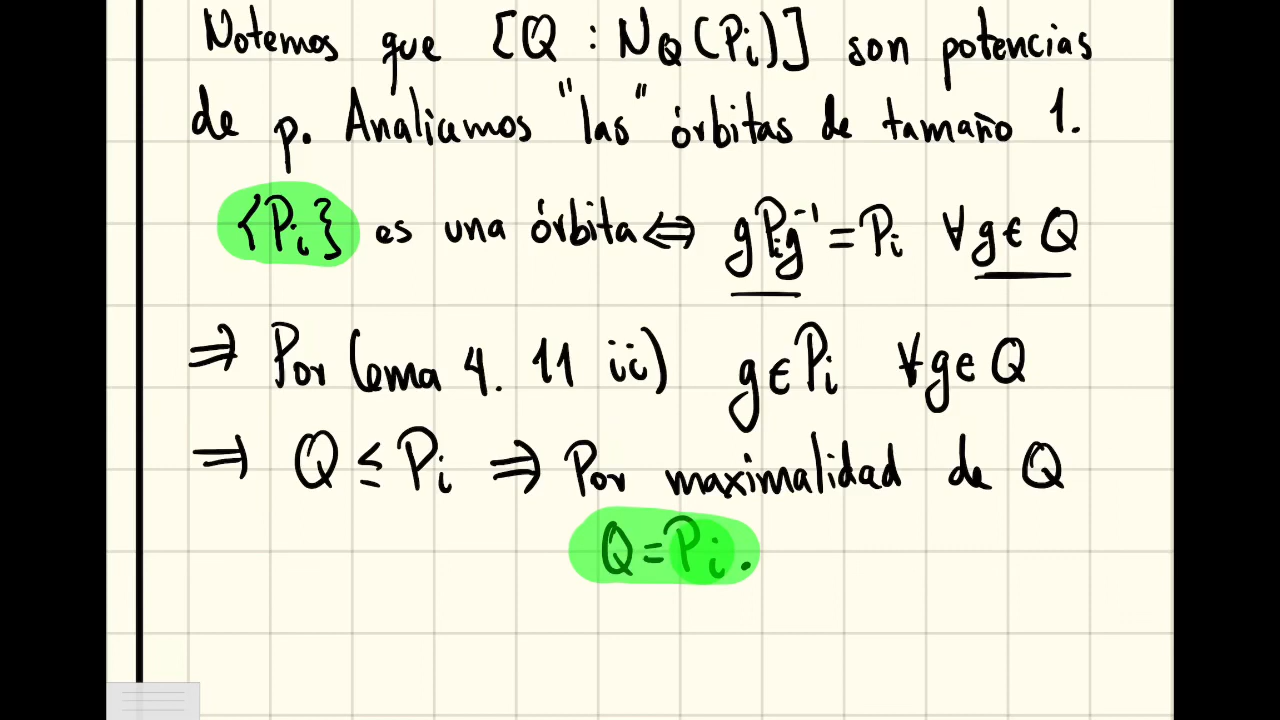 Notemos que [Q : N_Q(P_i)] son potencias
de p. Analicamos "las" órbitas de tamaño 1.
{P_i} es una órbita ⇔ gP_ig⁻¹ = P_i ∀g∈Q
⇒ Por Lema 4.11 ii) g∈P_i ∀g∈Q
⇒ Q ≤ P_i ⇒ Por maximalidad de Q
Q = P_i.